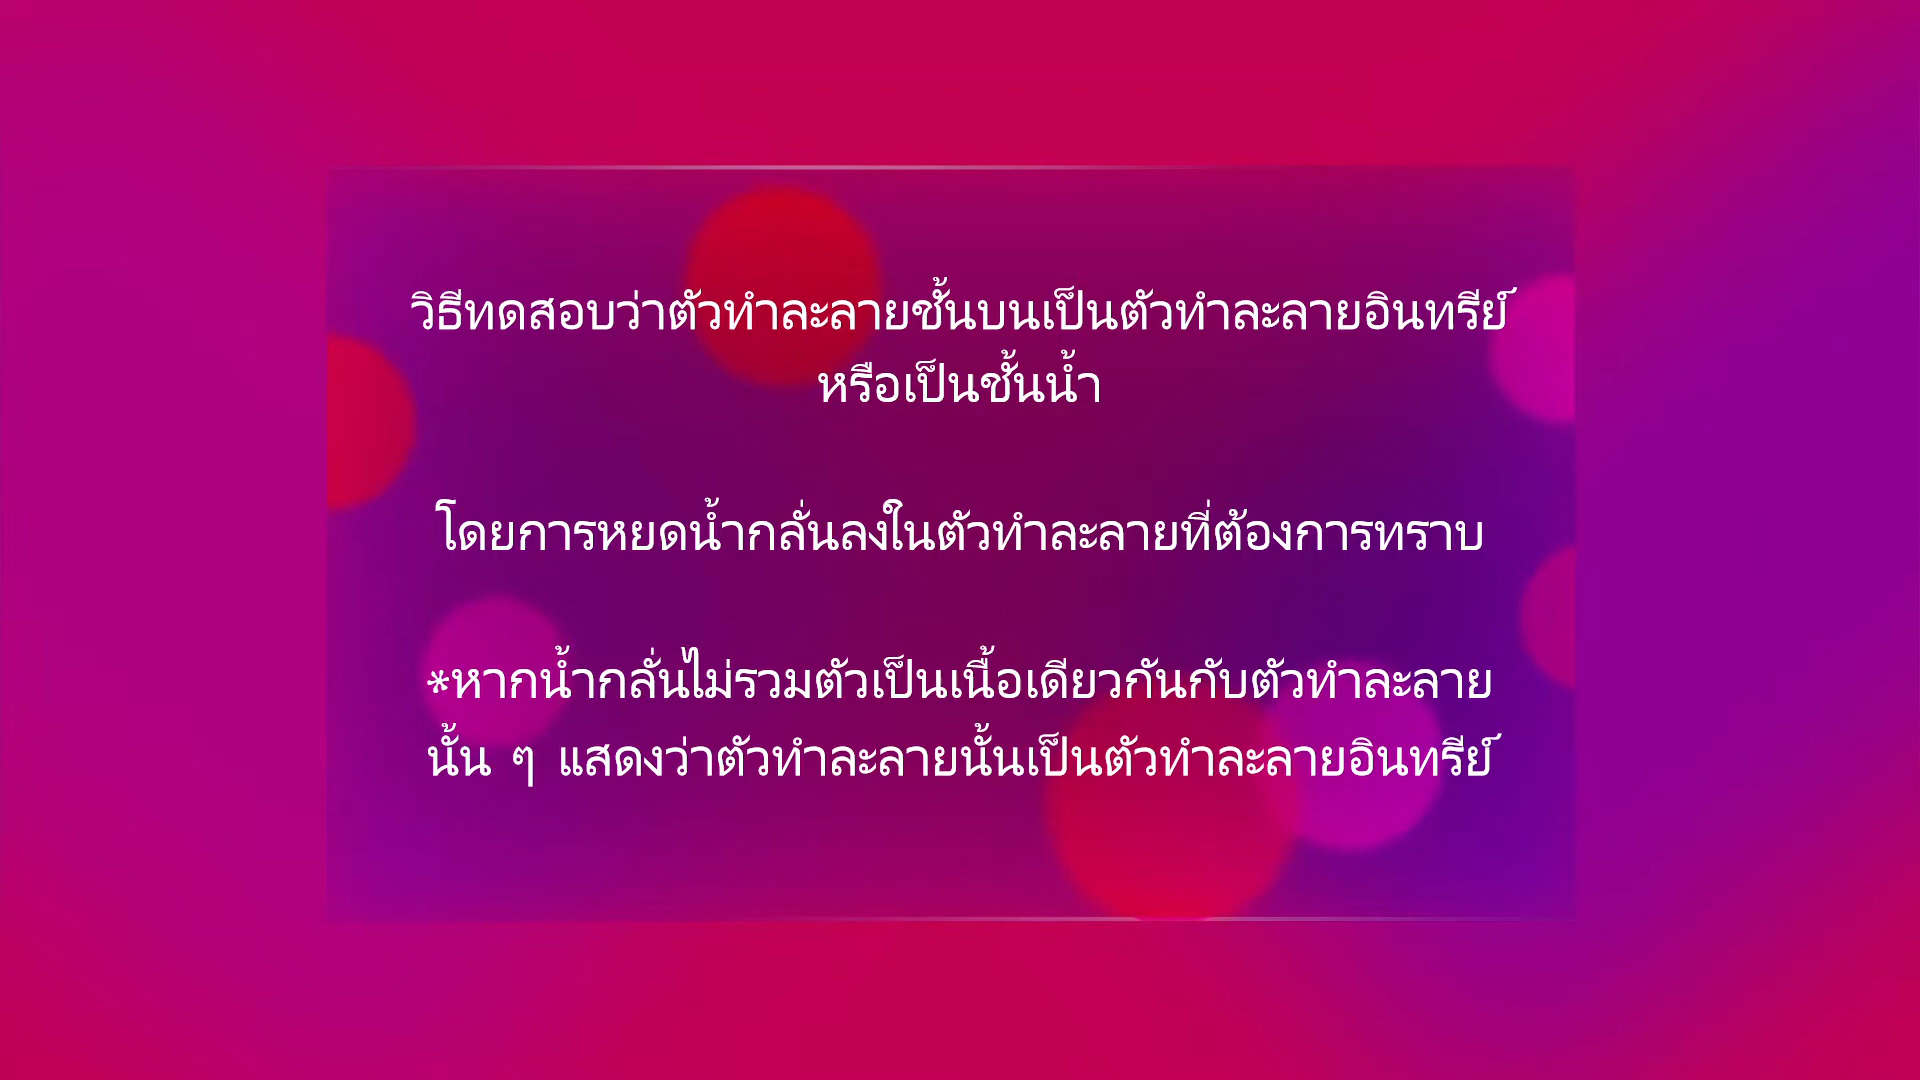 วิธีทดสอบว่าตัวทำละลายชั้นบนเป็นตัวทำละลายอินทรีย์
หรือเป็นชั้นน้ำ
โดยการหยดน้ำกลั่นลงในตัวทำละลายที่ต้องการทราบ
*หากน้ำกลั่นไม่รวมตัวเป็นเนื้อเดียวกันกับตัวทำละลาย
นั้น ๆ แสดงว่าตัวทำละลายนั้นเป็นตัวทำละลายอินทรีย์